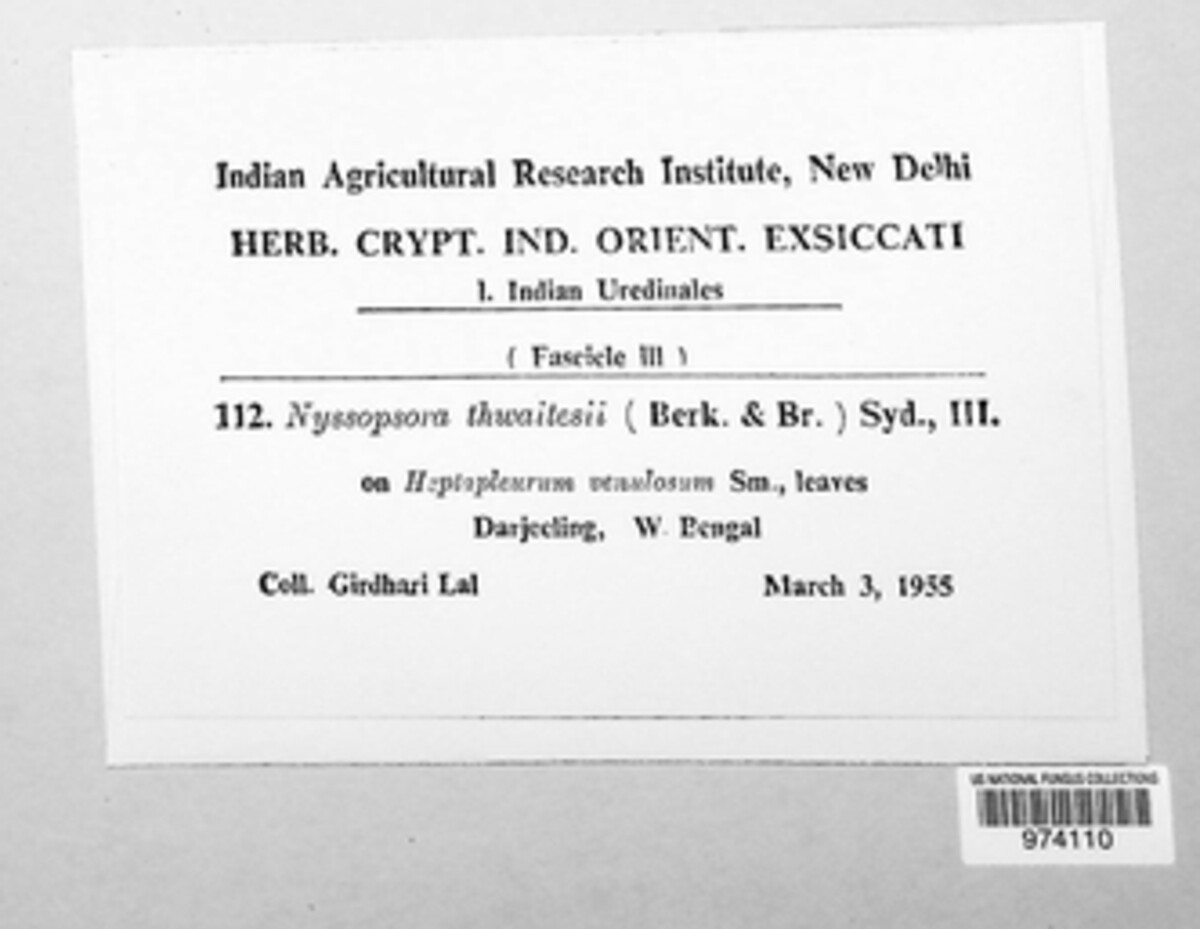 Indian Agricultural Research Institute, New Delhi
HERB. CRYPT. IND. ORIENT. EXSICCATI
1. Indian Uredinales
( Fascicle III )
112. Nyssopsora thwaitesii ( Berk. & Br. ) Syd., III.
on Heptopleurum venulosum Sm., leaves
Darjeeling, W. Bengal
Coll. Girdhari Lal March 3, 1955
US NATIONAL FUNGUS COLLECTIONS
974110